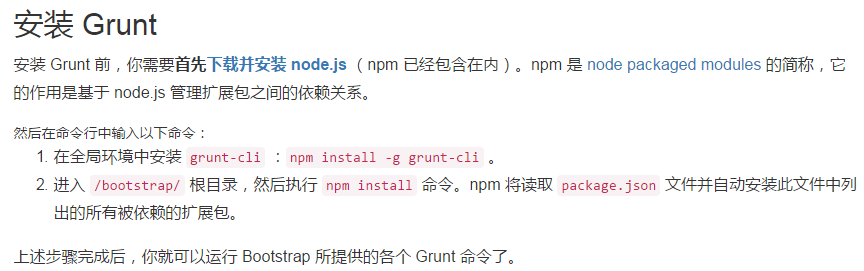 安装 Grunt
安装 Grunt 前，你需要首先下载并安装 node.js （npm 已经包含在内）。npm 是 node packaged modules 的简称，它
的作用是基于 node.js 管理扩展包之间的依赖关系。
然后在命令行中输入以下命令：
1. 在全局环境中安装 grunt-cli ：npm install -g grunt-cli 。
2. 进入 /bootstrap/ 根目录，然后执行 npm install 命令。npm 将读取 package.json 文件并自动安装此文件中列
出的所有被依赖的扩展包。
上述步骤完成后，你就可以运行 Bootstrap 所提供的各个 Grunt 命令了。